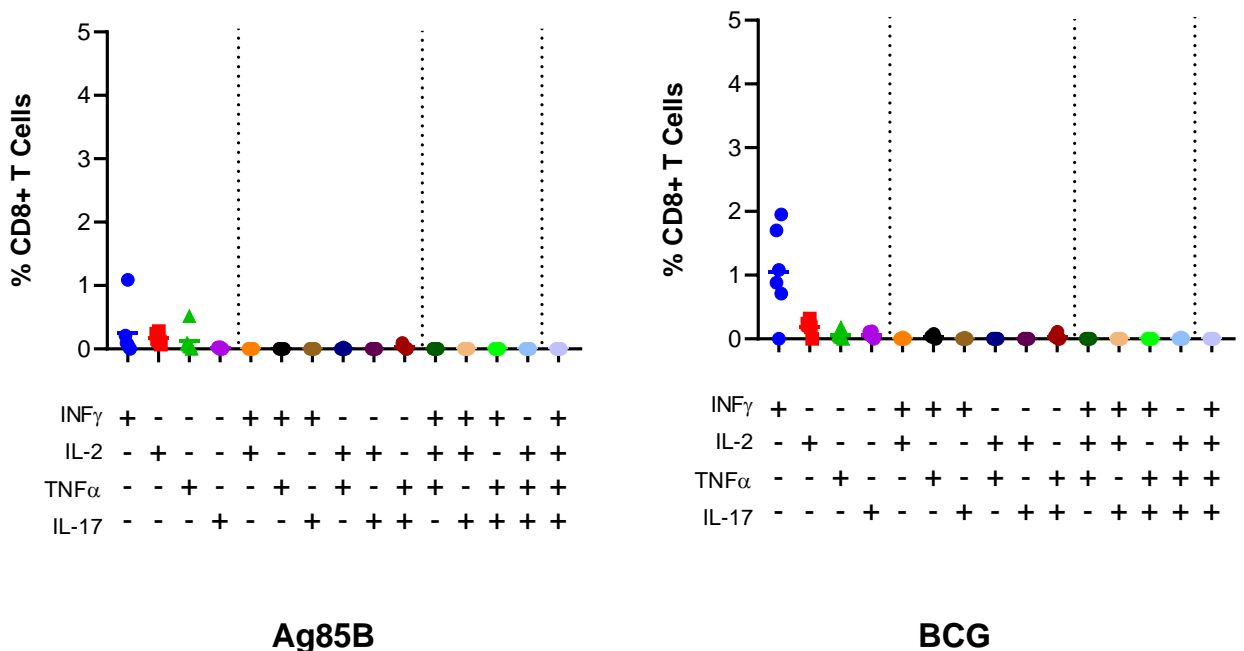 % CD8+ T Cells
5
4
3
2
1
0
INFγ + - - - + + + - - - + + + - +
IL-2 - + - - + - - + + - + + - + +
TNFα - - + - - + - + - + + - + + +
IL-17 - - - + - - + - + + - + + + +
Ag85B
% CD8+ T Cells
5
4
3
2
1
0
INFγ + - - - + + + - - - + + + - +
IL-2 - + - - + - - + + - + + - + +
TNFα - - + - - + - + - + + - + + +
IL-17 - - - + - - + - + + - + + + +
BCG